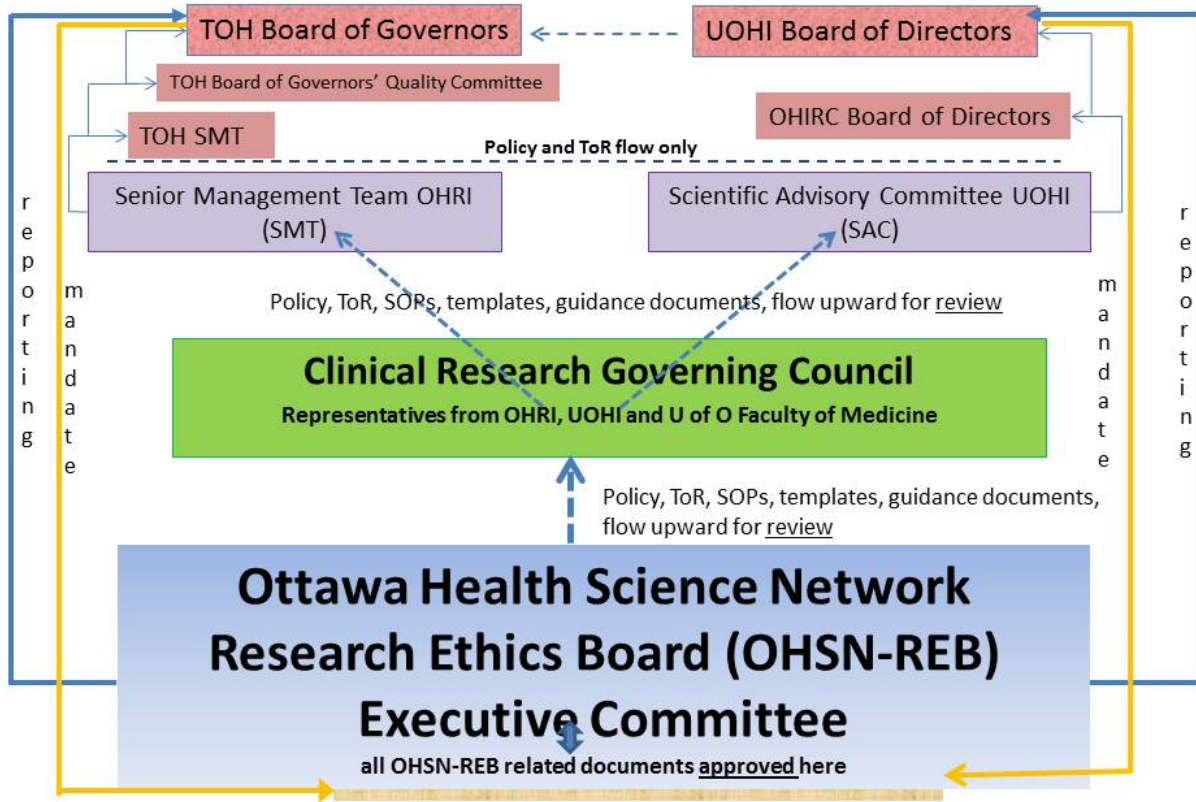 TOH Board of Governors
UOHI Board of Directors
TOH Board of Governors' Quality Committee
TOH SMT
OHIRC Board of Directors
Policy and ToR flow only
Senior Management Team OHRI
(SMT)
Scientific Advisory Committee UOHI
(SAC)
reporting
mandate
mandate
reporting
Policy, ToR, SOPs, templates, guidance documents, flow upward for review
Clinical Research Governing Council
Representatives from OHRI, UOHI and U of O Faculty of Medicine
Policy, ToR, SOPs, templates, guidance documents,
flow upward for review
Ottawa Health Science Network
Research Ethics Board (OHSN-REB)
Executive Committee
all OHSN-REB related documents approved here